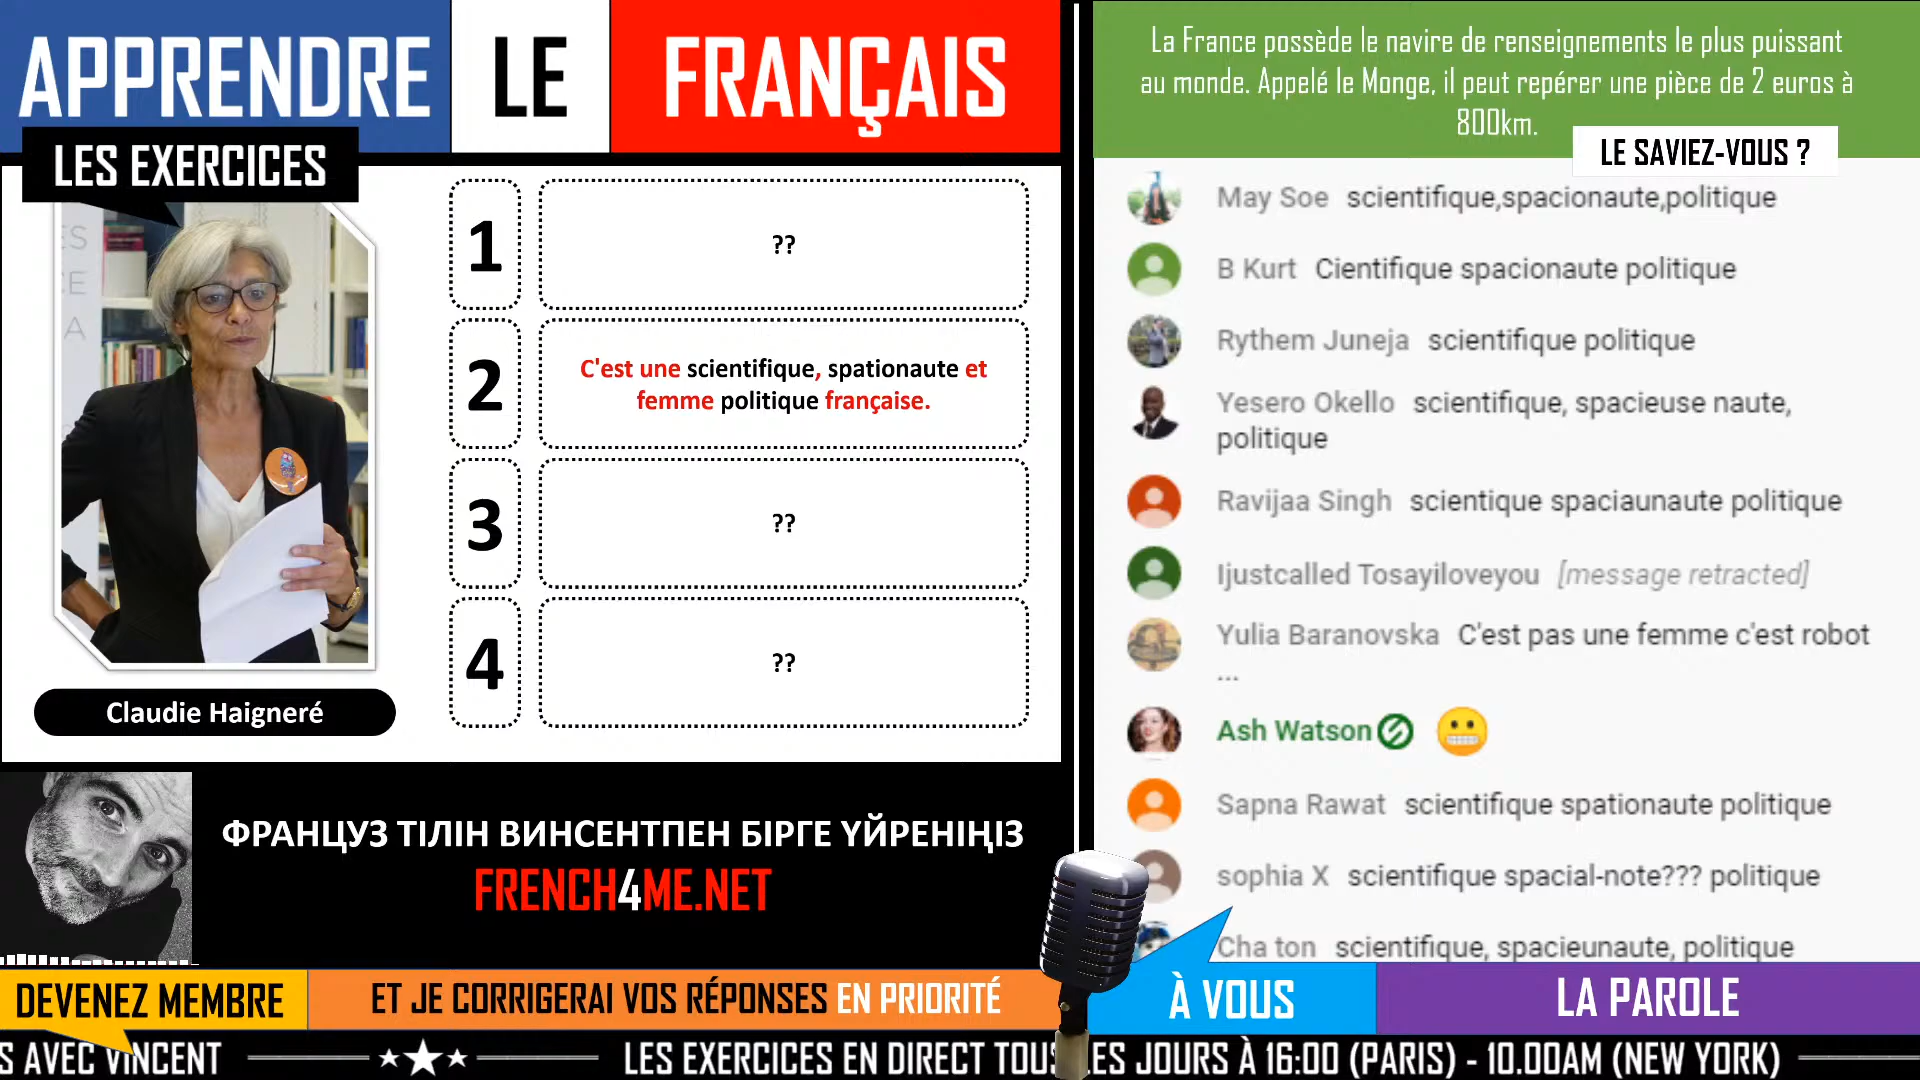 APPRENDRE LE FRANÇAIS
LES EXERCICES
1
??
2
C'est une scientifique, spationaute et
femme politique française.
3
??
4
??
Claudie Haigneré
ФРАНЦУЗ ТІЛІН ВИНСЕНТПЕН БІРГЕ ҮЙРЕНІҢІЗ
FRENCH4ME.NET
DEVENEZ MEMBRE
ET JE CORRIGERAI VOS RÉPONSES EN PRIORITÉ
La France possède le navire de renseignements le plus puissant
au monde. Appelé le Monge, il peut repérer une pièce de 2 euros à
800km.
LE SAVIEZ-VOUS ?
May Soe scientifique,spacionaute,politique
B Kurt Cientifique spacionaute politique
Rythem Juneja scientifique politique
Yesero Okello scientifique, spacieuse naute,
politique
Ravijaa Singh scientique spaciaunaute politique
Ijustcalled Tosayiloveyou [message retracted]
Yulia Baranovska C'est pas une femme c'est robot
...
Ash Watson
Sapna Rawat scientifique spationaute politique
sophia X scientifique spacial-note??? politique
Cha ton scientifique, spacieunaute, politique
À VOUS
LA PAROLE
S AVEC VINCENT
LES EXERCICES EN DIRECT TOUS LES JOURS À 16:00 (PARIS) - 10.00AM (NEW YORK)